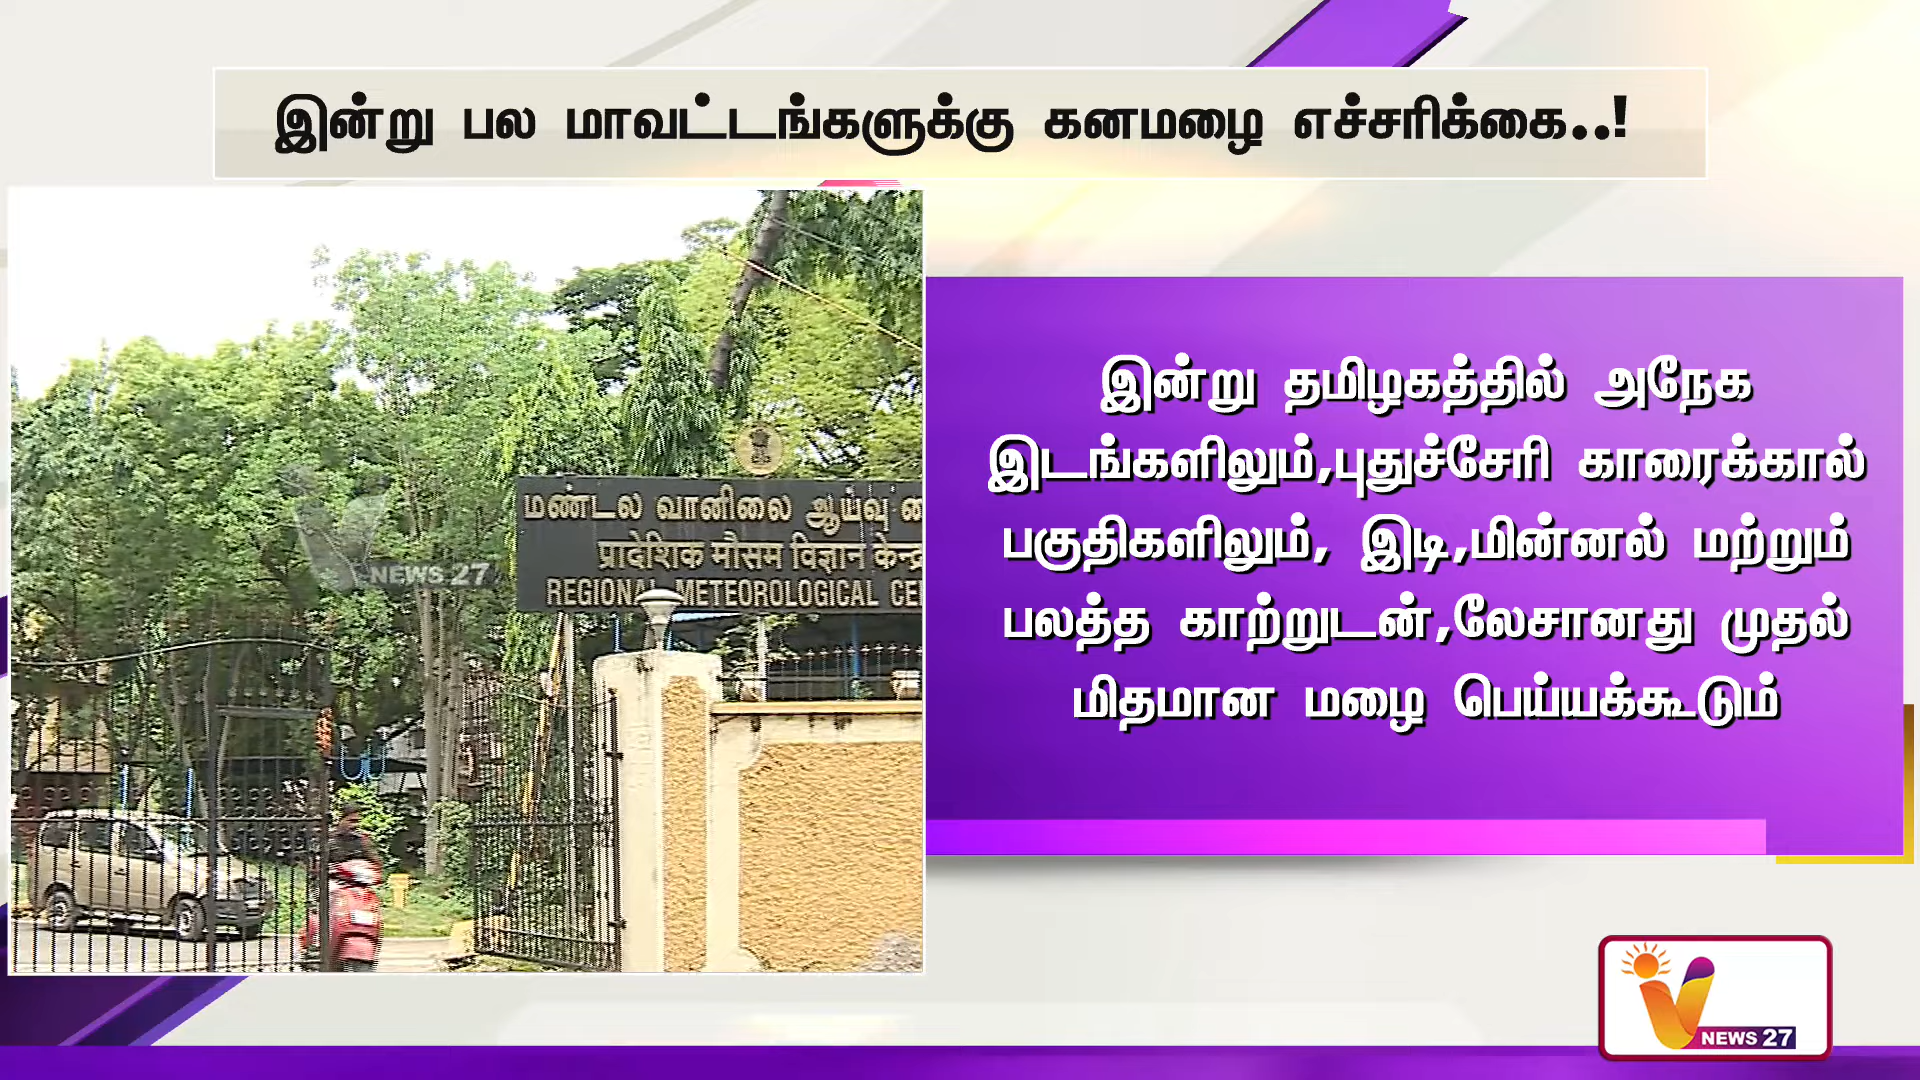 இன்று பல மாவட்டங்களுக்கு கனமழை எச்சரிக்கை..!
மண்டல வானிலை ஆய்வு
प्रादेशिक मौसम विज्ञान केन्द्र
REGIONAL METEOROLOGICAL CE
NEWS 27
இன்று தமிழகத்தில் அநேக
இடங்களிலும்,புதுச்சேரி காரைக்கால்
பகுதிகளிலும், இடி,மின்னல் மற்றும்
பலத்த காற்றுடன்,லேசானது முதல்
மிதமான மழை பெய்யக்கூடும்
NEWS 27